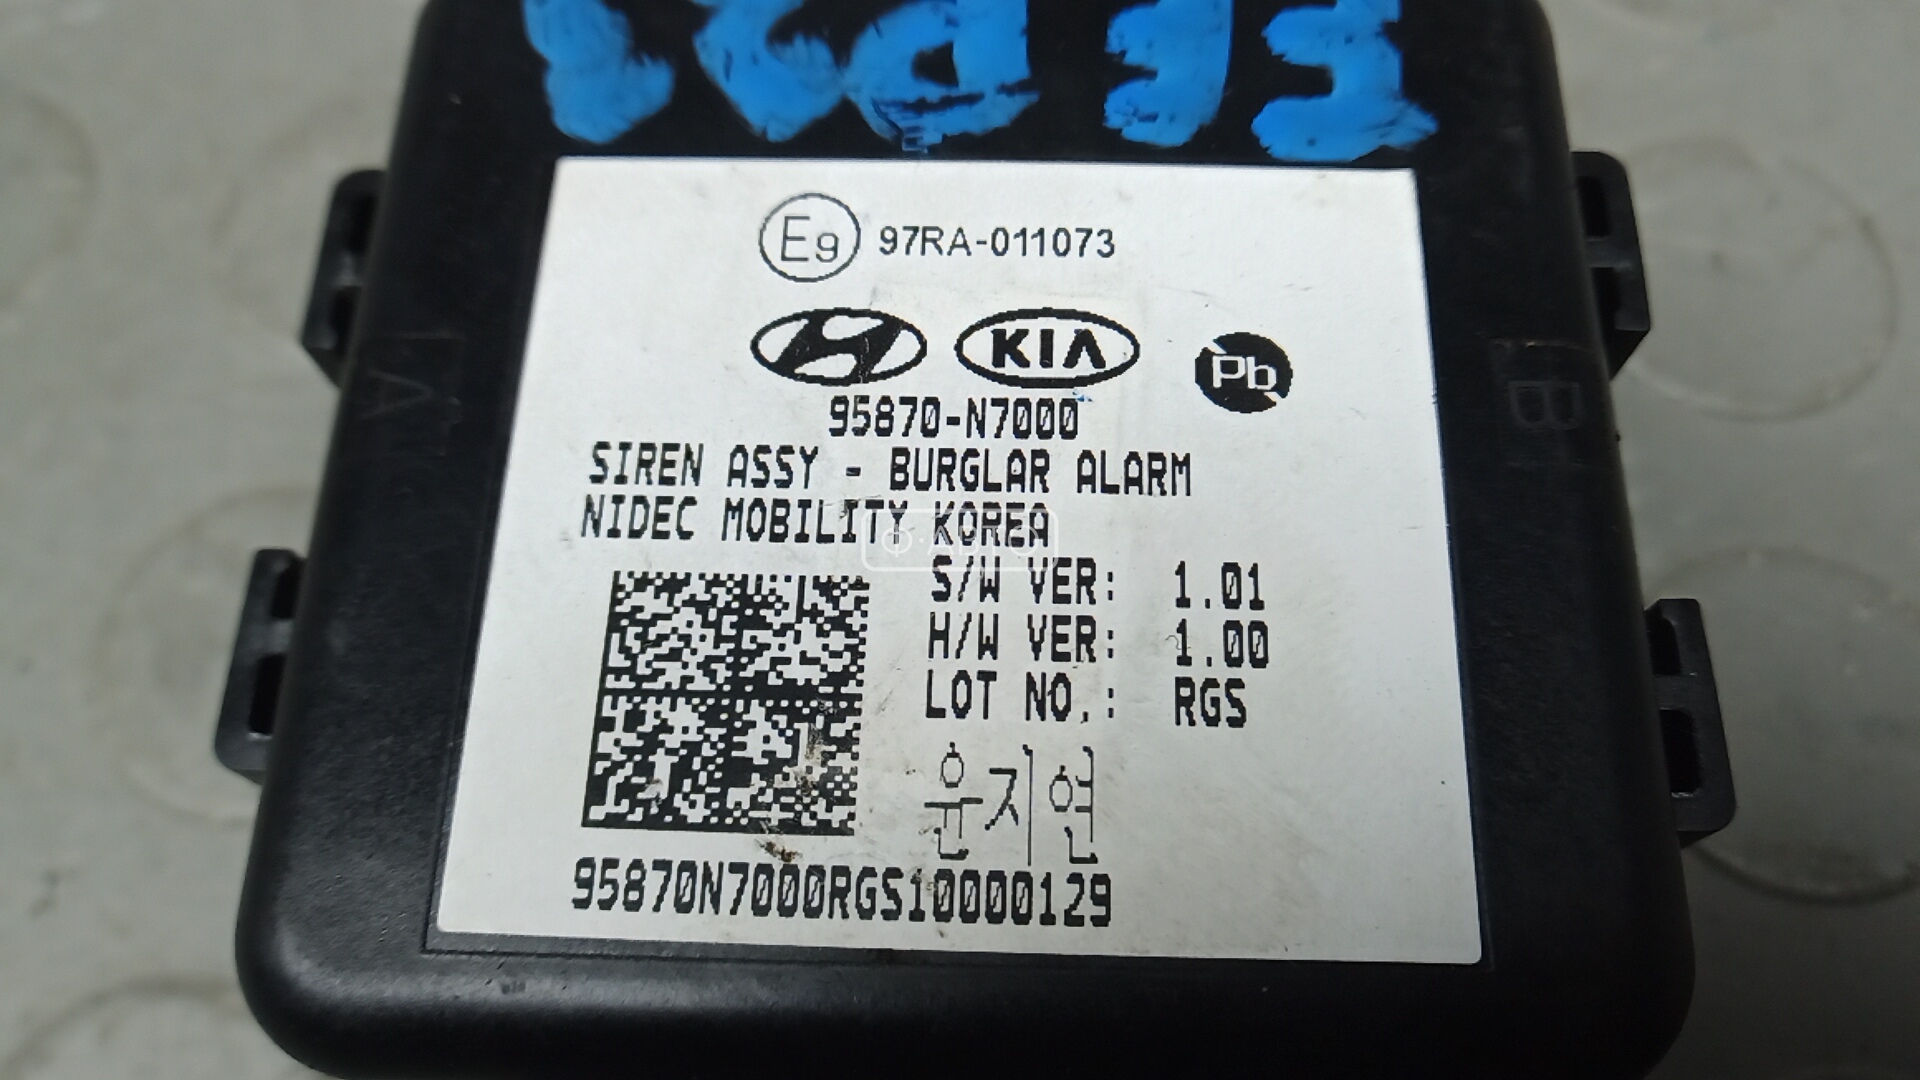 E9 97RA-011073
KIA Pb
95870-N7000
SIREN ASSY - BURGLAR ALARM
NIDEC MOBILITY KOREA
S/W VER: 1.01
H/W VER: 1.00
LOT NO.: RGS
윤지연
95870N7000RGS10000129
A
B